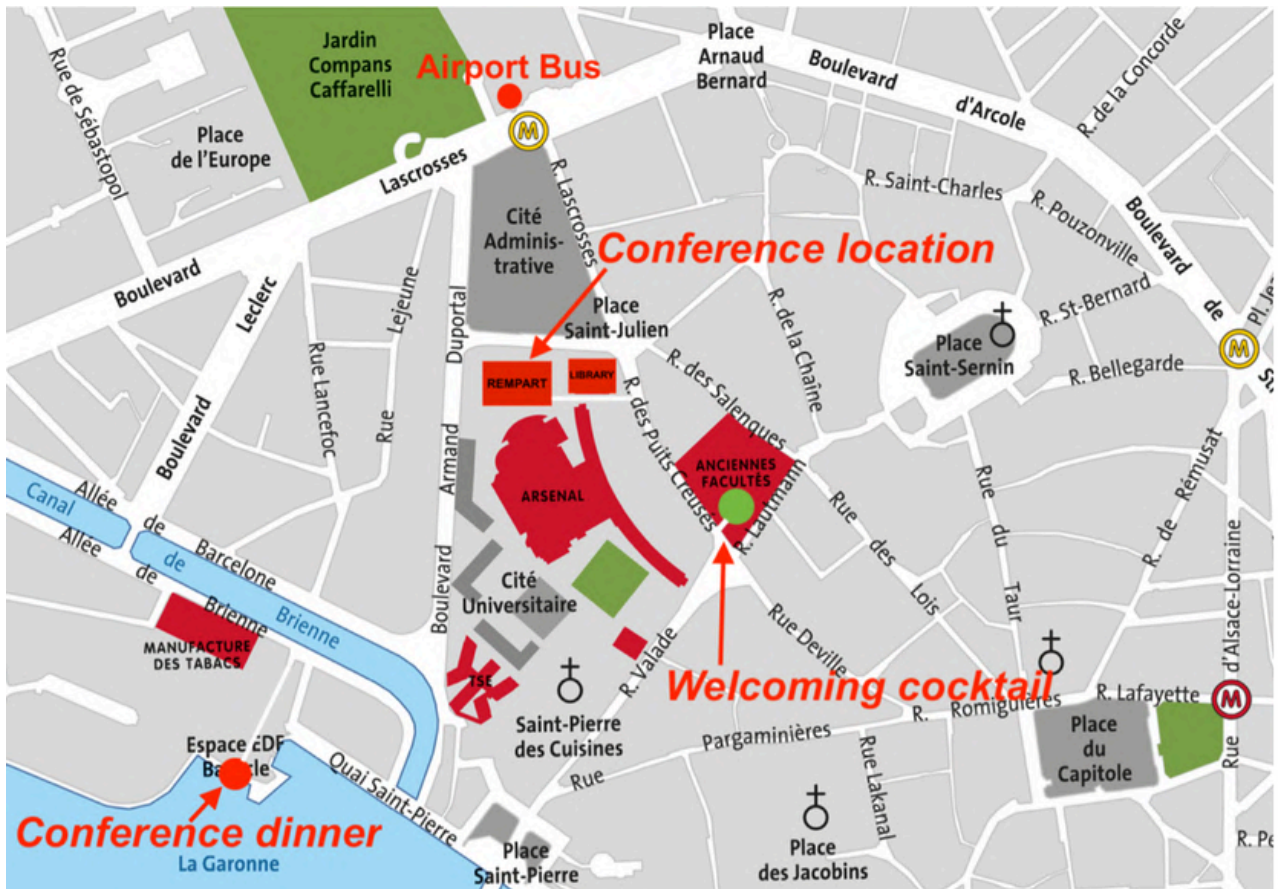 Rue de Sébastopol
Jardin
Compans
Caffarelli
Airport Bus
M
Place
Arnaud
Bernard
Boulevard
d'Arcole
R. de la Concorde
Place
de l'Europe
Lascrosses
R. Lascrosses
R. Saint-Charles
R. Pouzonville
Boulevard
de
Cité
Adminis-
trative
Conference location
Boulevard
Leclerc
Lejeune
Rue
Duportal
Armand
Boulevard
Place
Saint-Julien
R. de la Chaîne
Place
Saint-Sernin
R. St-Bernard
M
R. Bellegarde
Rue Lancefoc
Boulevard
REMPART
LIBRARY
R. des Salenques
R. des Puits Creusés
ANCIENNES
FACULTÉS
R. Lautmann
ARSENAL
Canal
de
Brienne
Allée
de
Barcelone
Allée
de
Brienne
Rue
des
Lois
Rue
du
Taur
R. de Rémusat
Rue
d'Alsace-Lorraine
Cité
Universitaire
MANUFACTURE
DES TABACS
TSE
R. Valade
Rue Deville
Welcoming cocktail
R. Lafayette
M
R.
Romiguières
Saint-Pierre
des Cuisines
Pargaminières
Rue
Rue Lakanal
Place
du
Capitole
Espace EDF
Quai Saint-Pierre
Conference dinner
La Garonne
Place
Saint-Pierre
Place
des Jacobins